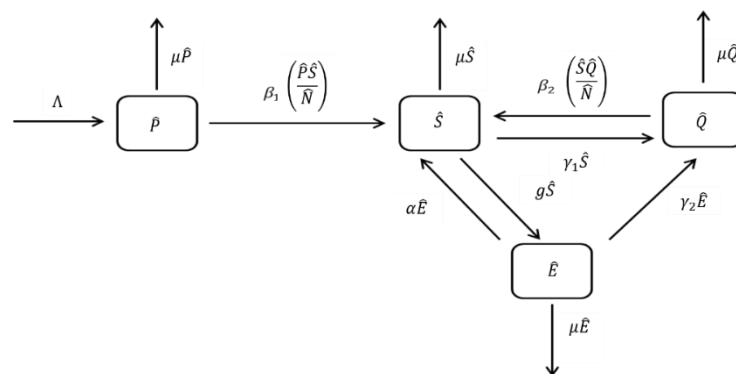 μP̂
μŜ
μQ̂
Λ
β₁ (P̂Ŝ/N̂)
β₂ (ŜQ̂/N̂)
P̂
Ŝ
Q̂
γ₁Ŝ
gŜ
αÊ
γ₂Ê
Ê
μÊ